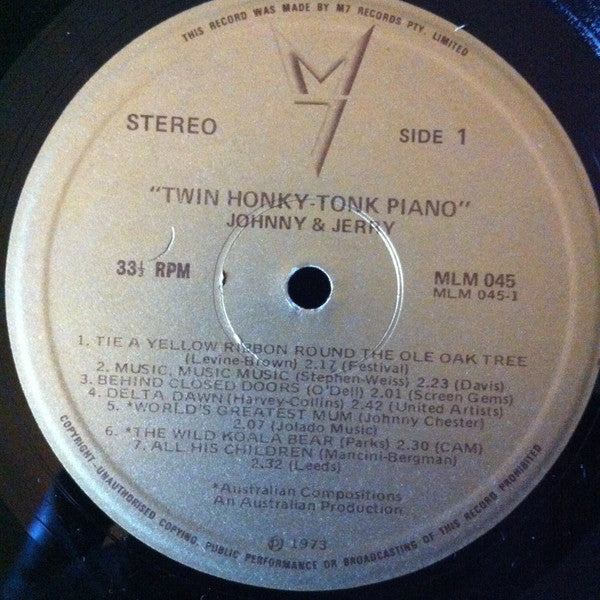 THIS RECORD WAS MADE BY M7 RECORDS PTY. LIMITED
M7
STEREO
SIDE 1
"TWIN HONKY-TONK PIANO"
JOHNNY & JERRY
33⅓ RPM
MLM 045
MLM 045-1
1. TIE A YELLOW RIBBON ROUND THE OLE OAK TREE
(Levine-Brown) 2.17 (Festival)
2. MUSIC, MUSIC MUSIC (Stephen-Weiss) 2.23 (Davis)
3. BEHIND CLOSED DOORS (O'Dell) 2.01 (Screen Gems)
4. DELTA DAWN (Harvey-Collins) 2.42 (United Artists)
5. *WORLD'S GREATEST MUM (Johnny Chester)
2.07 (Jolado Music)
6. *THE WILD KOALA BEAR (Parks) 2.30 (CAM)
7. ALL HIS CHILDREN (Mancini-Bergman)
2.32 (Leeds)
*Australian Compositions
An Australian Production
Ⓟ 1973
COPYRIGHT-UNAUTHORISED COPYING, PUBLIC PERFORMANCE OR BROADCASTING OF THIS RECORD PROHIBITED